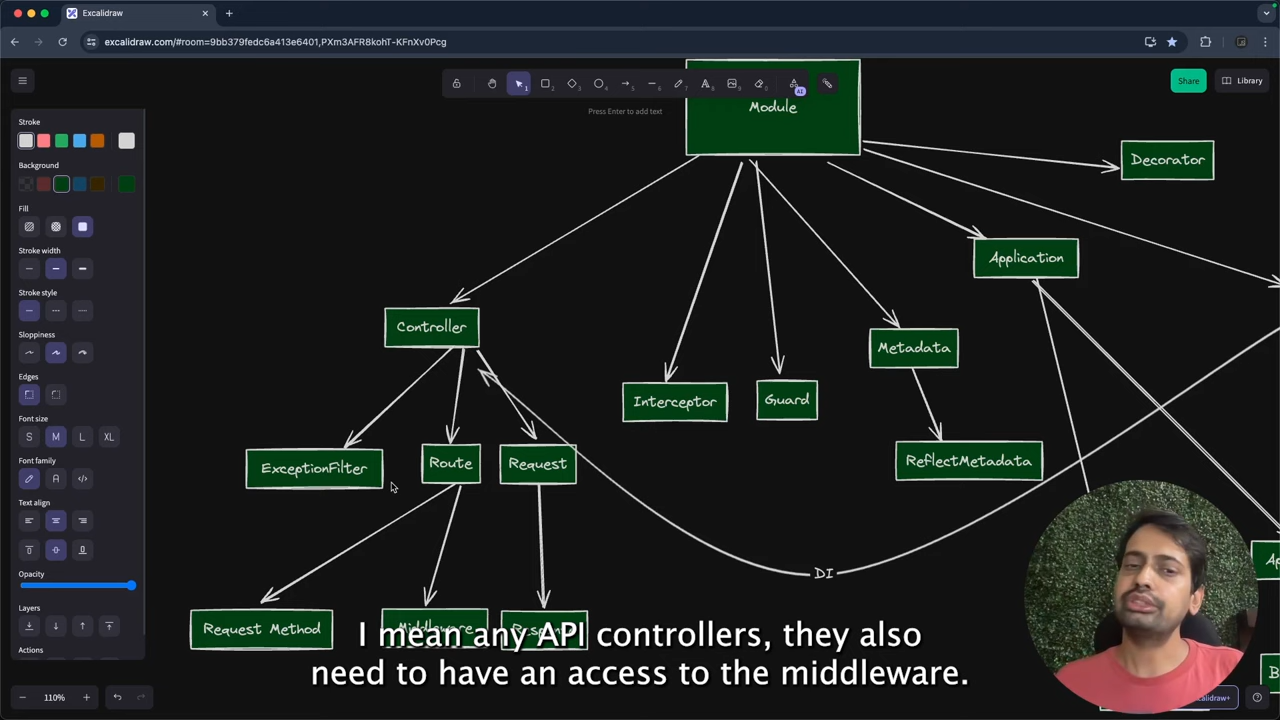 Excalidraw
excalidraw.com/#room=9bb379fedc6a413e6401,PXm3AFR8kohT-KFnXv0Pcg
Share
Library
Press Enter to add text
Stroke
Background
Fill
Stroke width
Stroke style
Sloppiness
Edges
Font size
S M L XL
Font family
Text align
Opacity
Layers
Actions
110%
Module
Decorator
Application
Controller
Metadata
Interceptor
Guard
ExceptionFilter
Route
Request
ReflectMetadata
DI
Request Method
Middleware
I mean any API controllers, they also
need to have an access to the middleware.